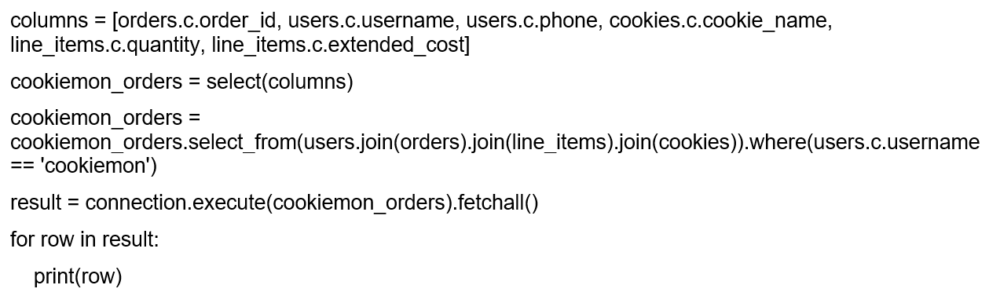 columns = [orders.c.order_id, users.c.username, users.c.phone, cookies.c.cookie_name,
line_items.c.quantity, line_items.c.extended_cost]
cookiemon_orders = select(columns)
cookiemon_orders =
cookiemon_orders.select_from(users.join(orders).join(line_items).join(cookies)).where(users.c.username
== 'cookiemon')
result = connection.execute(cookiemon_orders).fetchall()
for row in result:
    print(row)